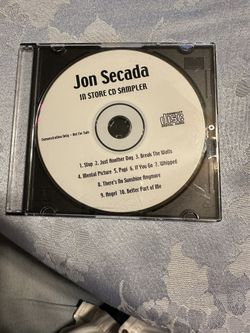 Jon Secada
IN STORE CD SAMPLER
Demonstration Only - Not For Sale
disc
1. Stop 2. Just Another Day 3. Break The Walls
4. Mental Picture 5. Papi 6. If You Go 7. Whipped
8. There's No Sunshine Anymore
9. Angel 10. Better Part of Me